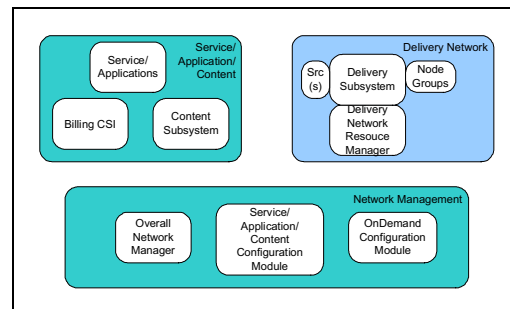 Service/
Application/
Content
Service/
Applications
Billing CSI
Content
Subsystem
Delivery Network
Src
(s)
Delivery
Subsystem
Node
Groups
Delivery
Network
Resouce
Manager
Network Management
Overall
Network
Manager
Service/
Application/
Content
Configuration
Module
OnDemand
Configuration
Module